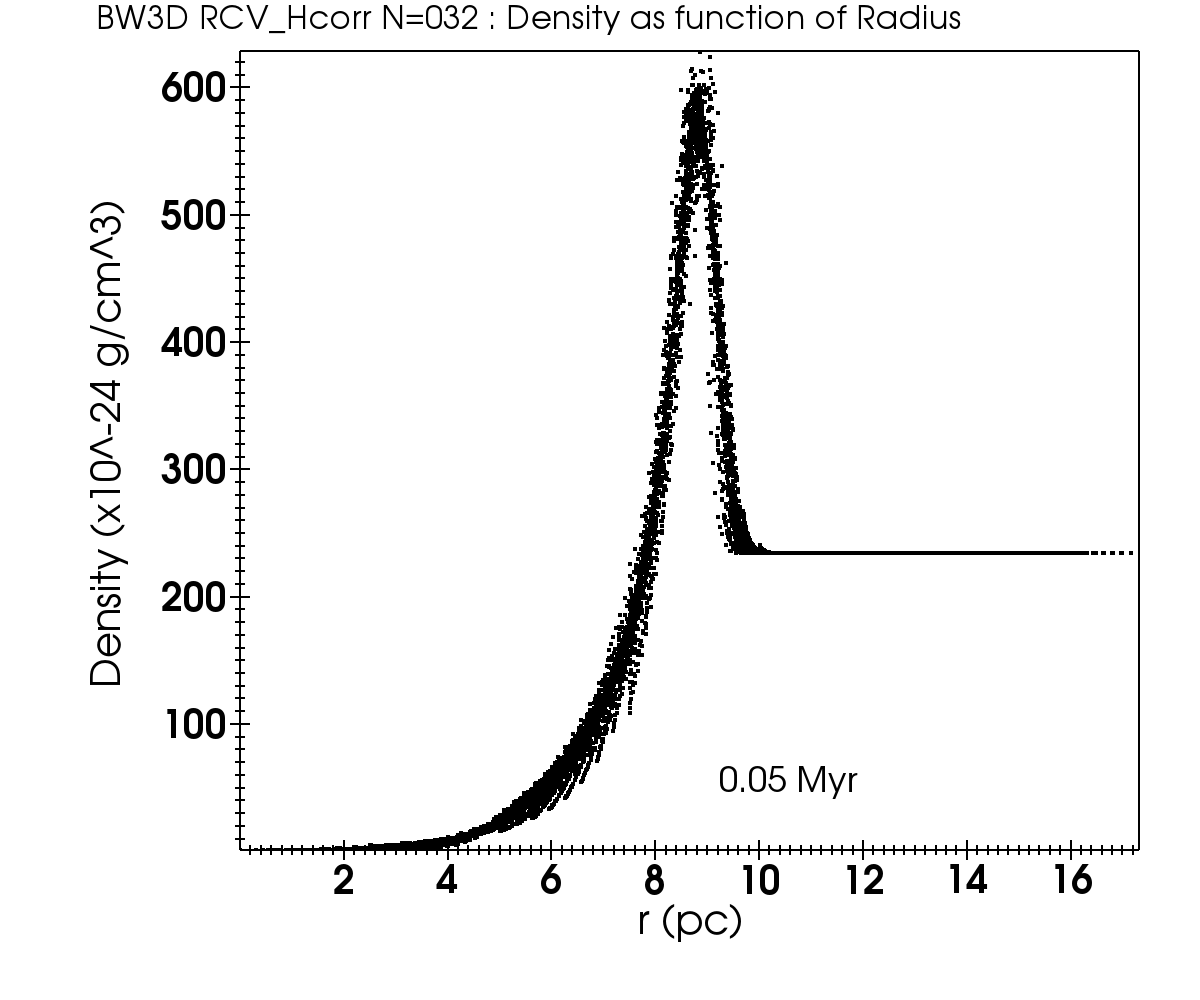 BW3D RCV_Hcorr N=032 : Density as function of Radius
600
500
400
300
200
100
Density (x10^-24 g/cm^3)
0.05 Myr
2 4 6 8 10 12 14 16
r (pc)